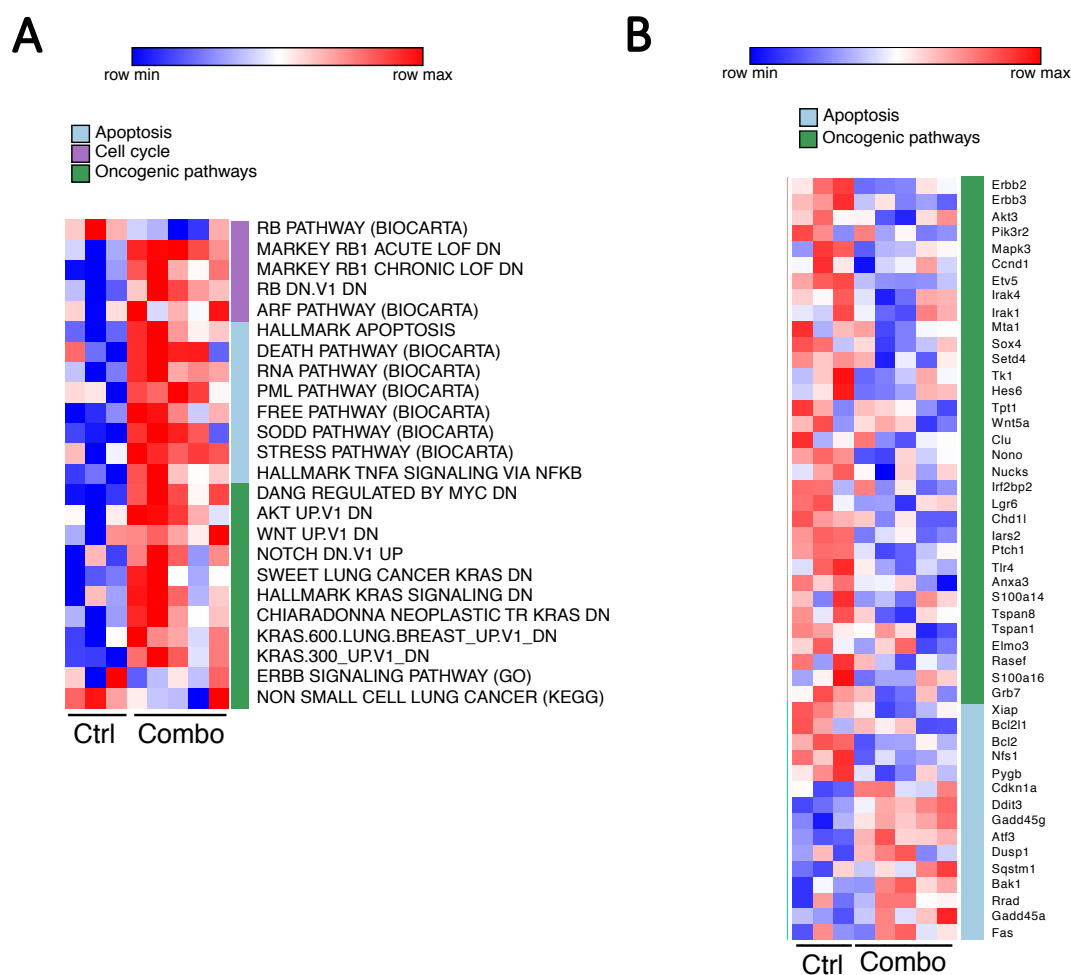 A
row min row max
Apoptosis
Cell cycle
Oncogenic pathways
RB PATHWAY (BIOCARTA)
MARKEY RB1 ACUTE LOF DN
MARKEY RB1 CHRONIC LOF DN
RB DN.V1 DN
ARF PATHWAY (BIOCARTA)
HALLMARK APOPTOSIS
DEATH PATHWAY (BIOCARTA)
RNA PATHWAY (BIOCARTA)
PML PATHWAY (BIOCARTA)
FREE PATHWAY (BIOCARTA)
SODD PATHWAY (BIOCARTA)
STRESS PATHWAY (BIOCARTA)
HALLMARK TNFA SIGNALING VIA NFKB
DANG REGULATED BY MYC DN
AKT UP.V1 DN
WNT UP.V1 DN
NOTCH DN.V1 UP
SWEET LUNG CANCER KRAS DN
HALLMARK KRAS SIGNALING DN
CHIARADONNA NEOPLASTIC TR KRAS DN
KRAS.600.LUNG.BREAST_UP.V1_DN
KRAS.300_UP.V1_DN
ERBB SIGNALING PATHWAY (GO)
NON SMALL CELL LUNG CANCER (KEGG)
Ctrl Combo
B
row min row max
Apoptosis
Oncogenic pathways
Erbb2
Erbb3
Akt3
Pik3r2
Mapk3
Ccnd1
Etv5
Irak4
Irak1
Mta1
Sox4
Setd4
Tk1
Hes6
Tpt1
Wnt5a
Clu
Nono
Nucks
Irf2bp2
Lgr6
Chd1l
Iars2
Ptch1
Tlr4
Anxa3
S100a14
Tspan8
Tspan1
Elmo3
Rasef
S100a16
Grb7
Xiap
Bcl2l1
Bcl2
Nfs1
Pygb
Cdkn1a
Ddit3
Gadd45g
Atf3
Dusp1
Sqstm1
Bak1
Rrad
Gadd45a
Fas
Ctrl Combo